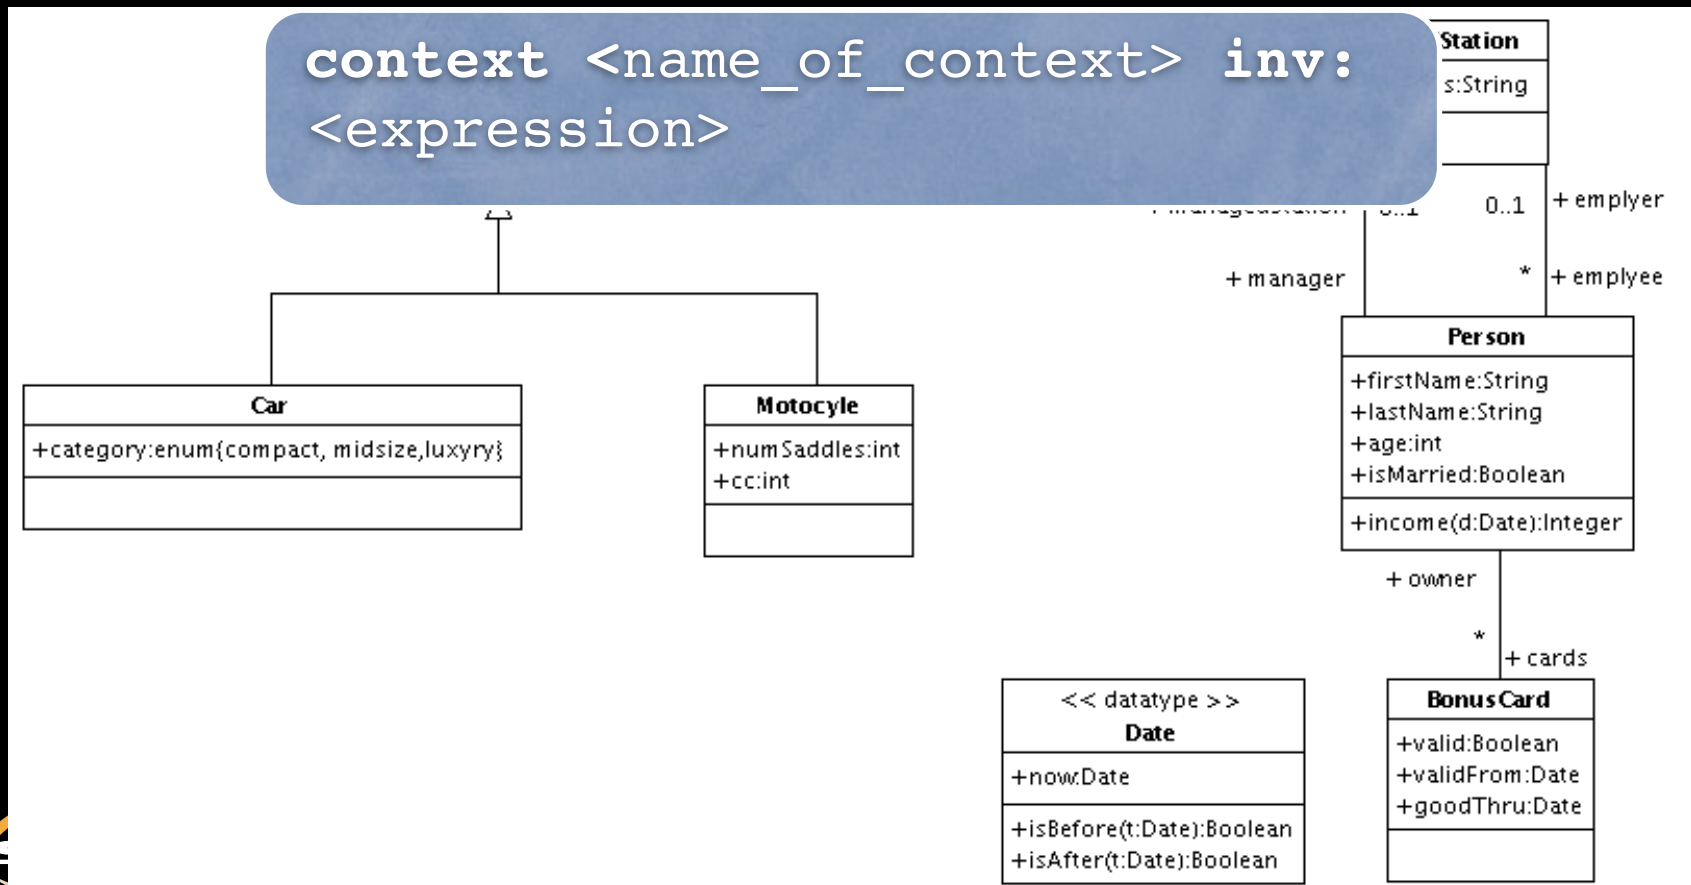 context <name_of_context> inv:
<expression>
Station
s:String
0..1
+ emplyer
+ manager
*
+ emplyee
Person
+firstName:String
+lastName:String
+age:int
+isMarried:Boolean
+income(d:Date):Integer
Car
+category:enum{compact, midsize,luxyry}
Motocyle
+numSaddles:int
+cc:int
+ owner
*
+ cards
<< datatype >>
Date
+now:Date
+isBefore(t:Date):Boolean
+isAfter(t:Date):Boolean
BonusCard
+valid:Boolean
+validFrom:Date
+goodThru:Date